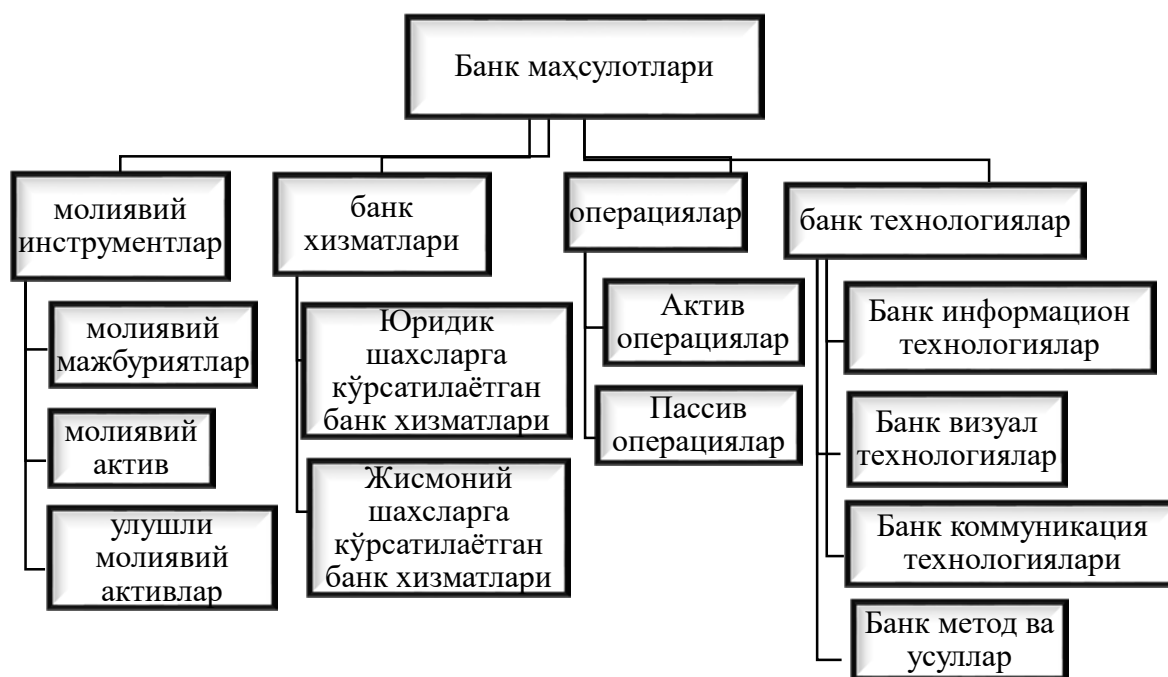 Банк маҳсулотлари
молиявий
инструментлар
молиявий
мажбуриятлар
молиявий
актив
улушли
молиявий
активлар
банк
хизматлари
Юридик
шахсларга
кўрсатилаётган
банк хизматлари
Жисмоний
шахсларга
кўрсатилаётган
банк хизматлари
операциялар
Актив
операциялар
Пассив
операциялар
банк технологиялар
Банк информацион
технологиялар
Банк визуал
технологиялар
Банк коммуникация
технологиялари
Банк метод ва
усуллар